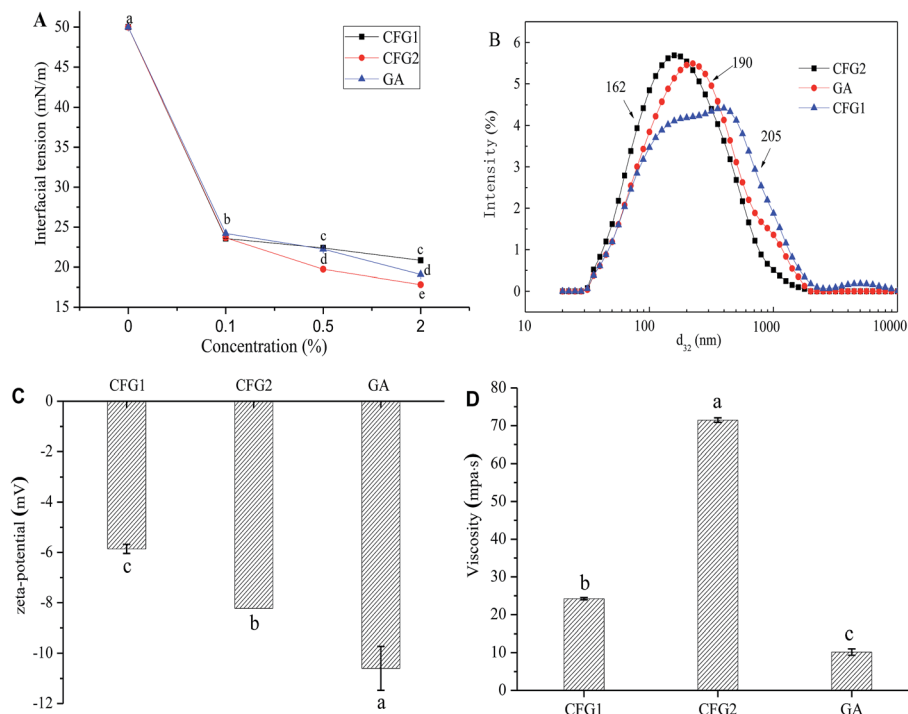 A
Interfacial tension (mN/m)
50
45
40
35
30
25
20
15
0
0.1
0.5
2
Concentration (%)
CFG1
CFG2
GA
a
b
c
c
d
d
e
B
Intensity (%)
6
5
4
3
2
1
0
10
100
1000
10000
d32 (nm)
CFG2
GA
CFG1
162
190
205
C
CFG1
CFG2
GA
zeta-potential (mV)
0
-2
-4
-6
-8
-10
-12
c
b
a
D
Viscosity (mpa·s)
80
70
60
50
40
30
20
10
0
b
a
c
CFG1
CFG2
GA